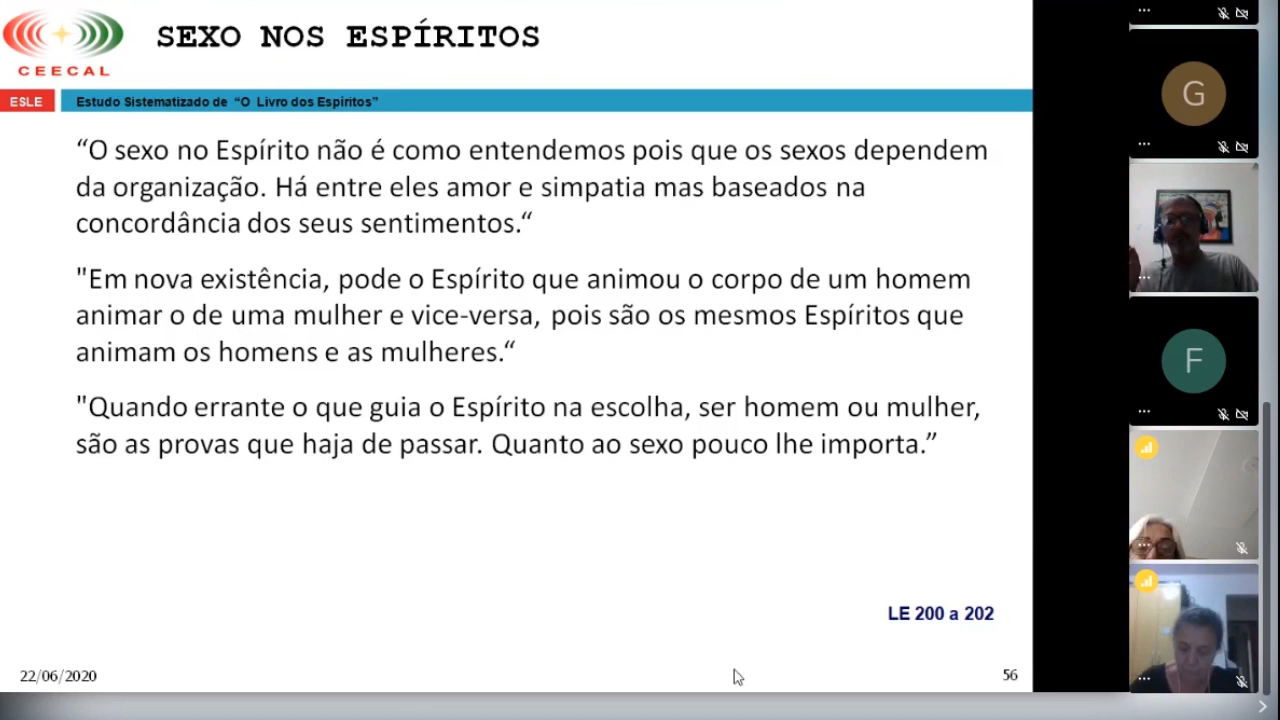 SEXO NOS ESPÍRITOS
CEECAL
ESLE
Estudo Sistematizado de “O Livro dos Espíritos”
“O sexo no Espírito não é como entendemos pois que os sexos dependem
da organização. Há entre eles amor e simpatia mas baseados na
concordância dos seus sentimentos.“
"Em nova existência, pode o Espírito que animou o corpo de um homem
animar o de uma mulher e vice-versa, pois são os mesmos Espíritos que
animam os homens e as mulheres.“
"Quando errante o que guia o Espírito na escolha, ser homem ou mulher,
são as provas que haja de passar. Quanto ao sexo pouco lhe importa.”
LE 200 a 202
22/06/2020
56
G
F